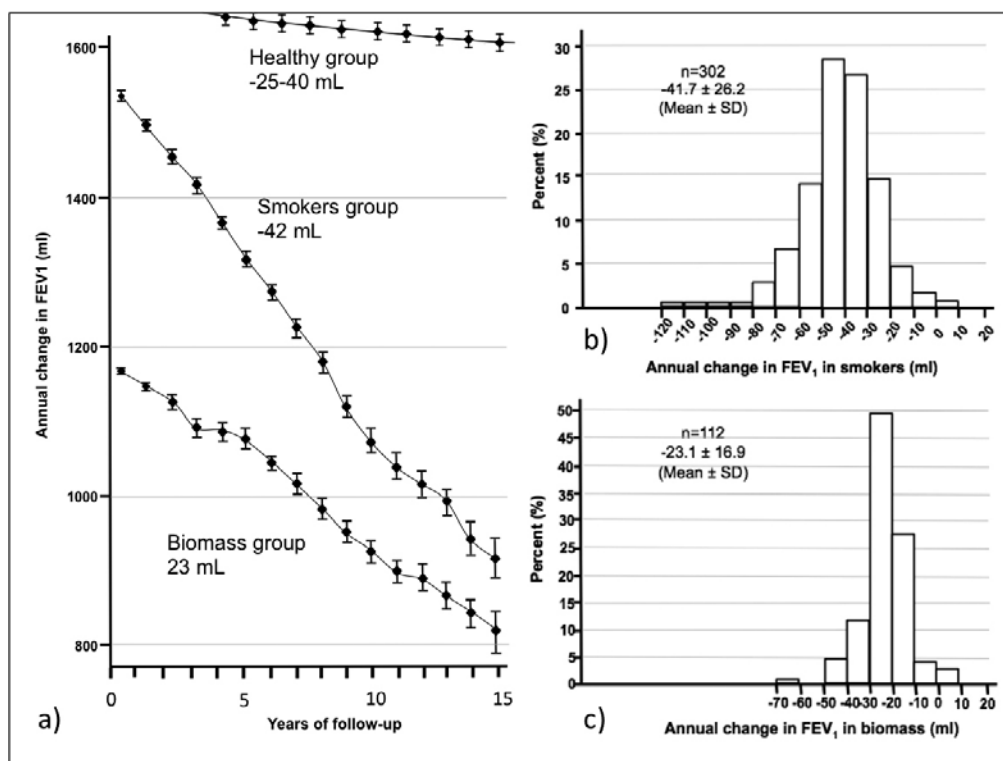 1600
1400
1200
1000
800
Annual change in FEV1 (ml)
Healthy group
-25-40 mL
Smokers group
-42 mL
Biomass group
23 mL
0
5
10
15
Years of follow-up
a)
30
25
20
15
10
5
0
Percent (%)
n=302
-41.7 ± 26.2
(Mean ± SD)
-120
-110
-100
-90
-80
-70
-60
-50
-40
-30
-20
-10
0
10
20
b)
Annual change in FEV₁ in smokers (ml)
50
45
40
35
30
25
20
15
10
5
0
Percent (%)
n=112
-23.1 ± 16.9
(Mean ± SD)
-70
-60
-50
-40
-30
-20
-10
0
10
20
c)
Annual change in FEV₁ in biomass (ml)